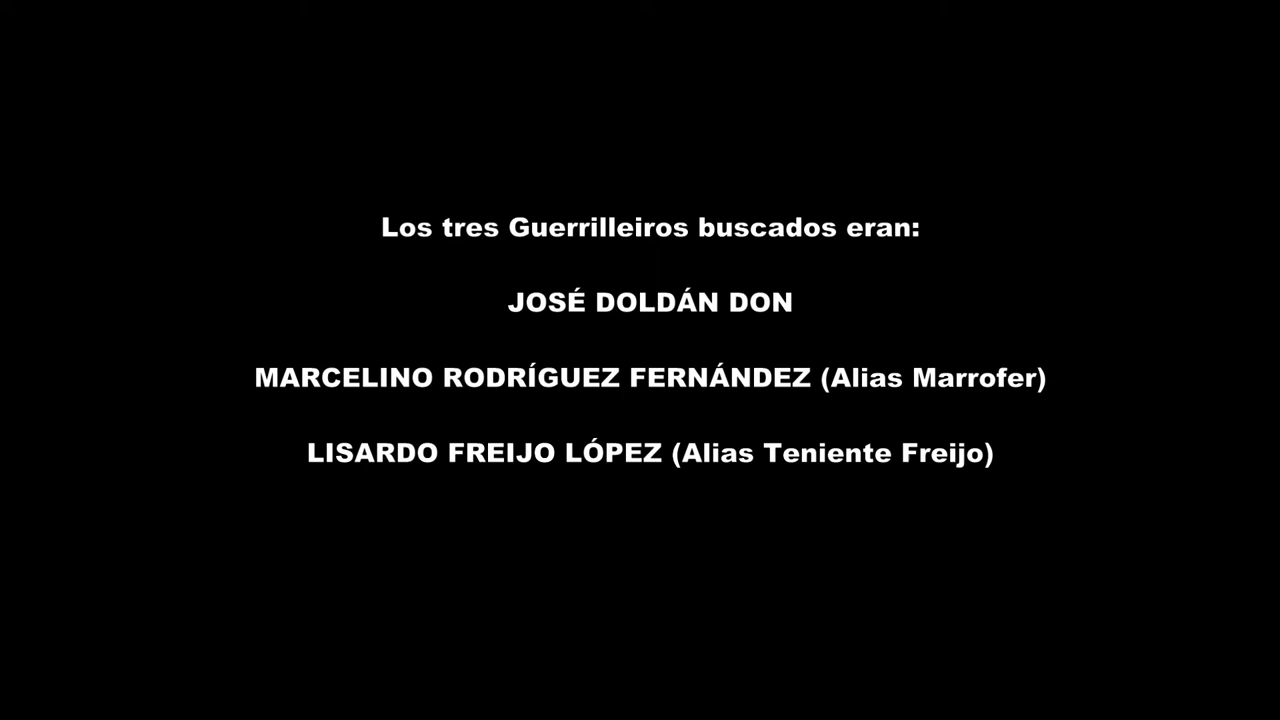 Los tres Guerrilleiros buscados eran:
JOSÉ DOLDÁN DON
MARCELINO RODRÍGUEZ FERNÁNDEZ (Alias Marrofer)
LISARDO FREIJO LÓPEZ (Alias Teniente Freijo)